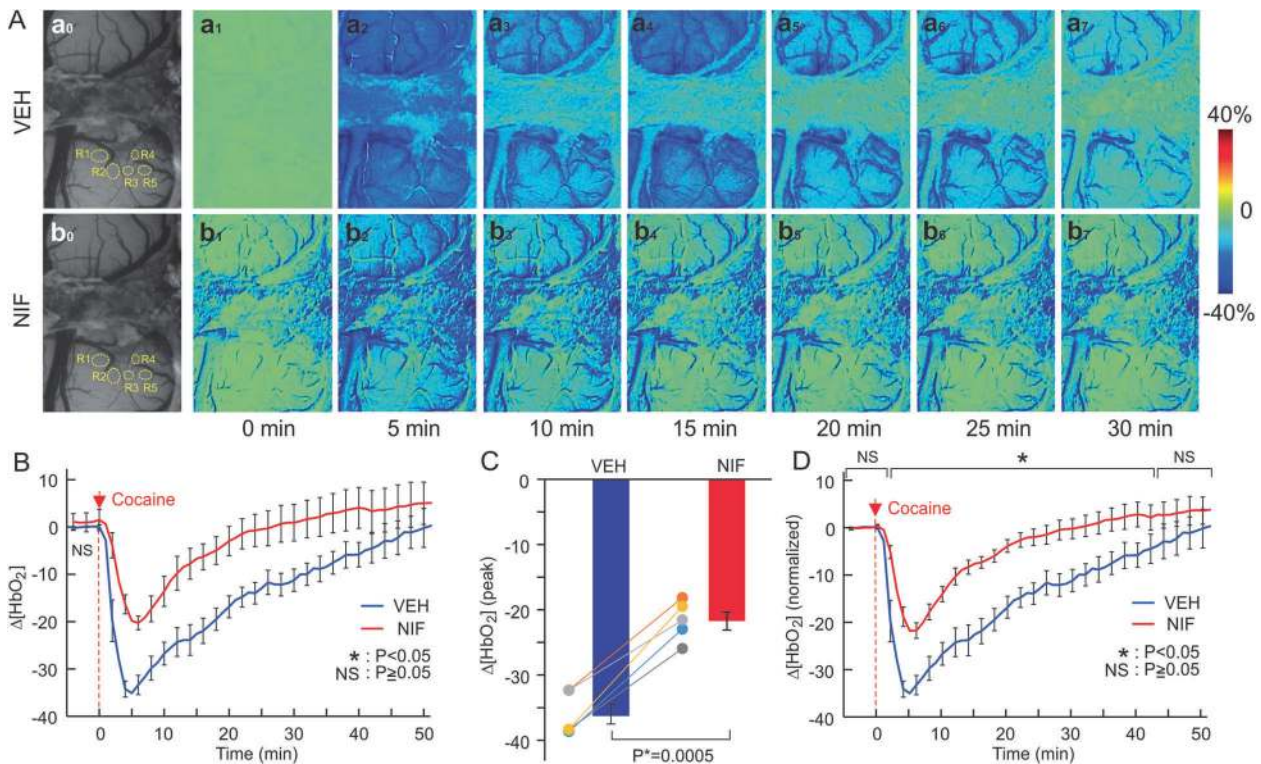 A
VEH
a0
a1
a2
a3
a4
a5
a6
a7
R1
R4
R2
R3
R5
40%
0
-40%
NIF
b0
b1
b2
b3
b4
b5
b6
b7
R1
R4
R2
R3
R5
0 min
5 min
10 min
15 min
20 min
25 min
30 min
B
Δ[HbO2]
10
0
-10
-20
-30
-40
Cocaine
NS
VEH
NIF
* : P<0.05
NS : P≥0.05
0
10
20
30
40
50
Time (min)
C
VEH
NIF
Δ[HbO2] (peak)
0
-10
-20
-30
-40
P*=0.0005
D
NS
*
NS
Δ[HbO2] (normalized)
10
0
-10
-20
-30
-40
Cocaine
VEH
NIF
* : P<0.05
NS : P≥0.05
0
10
20
30
40
50
Time (min)